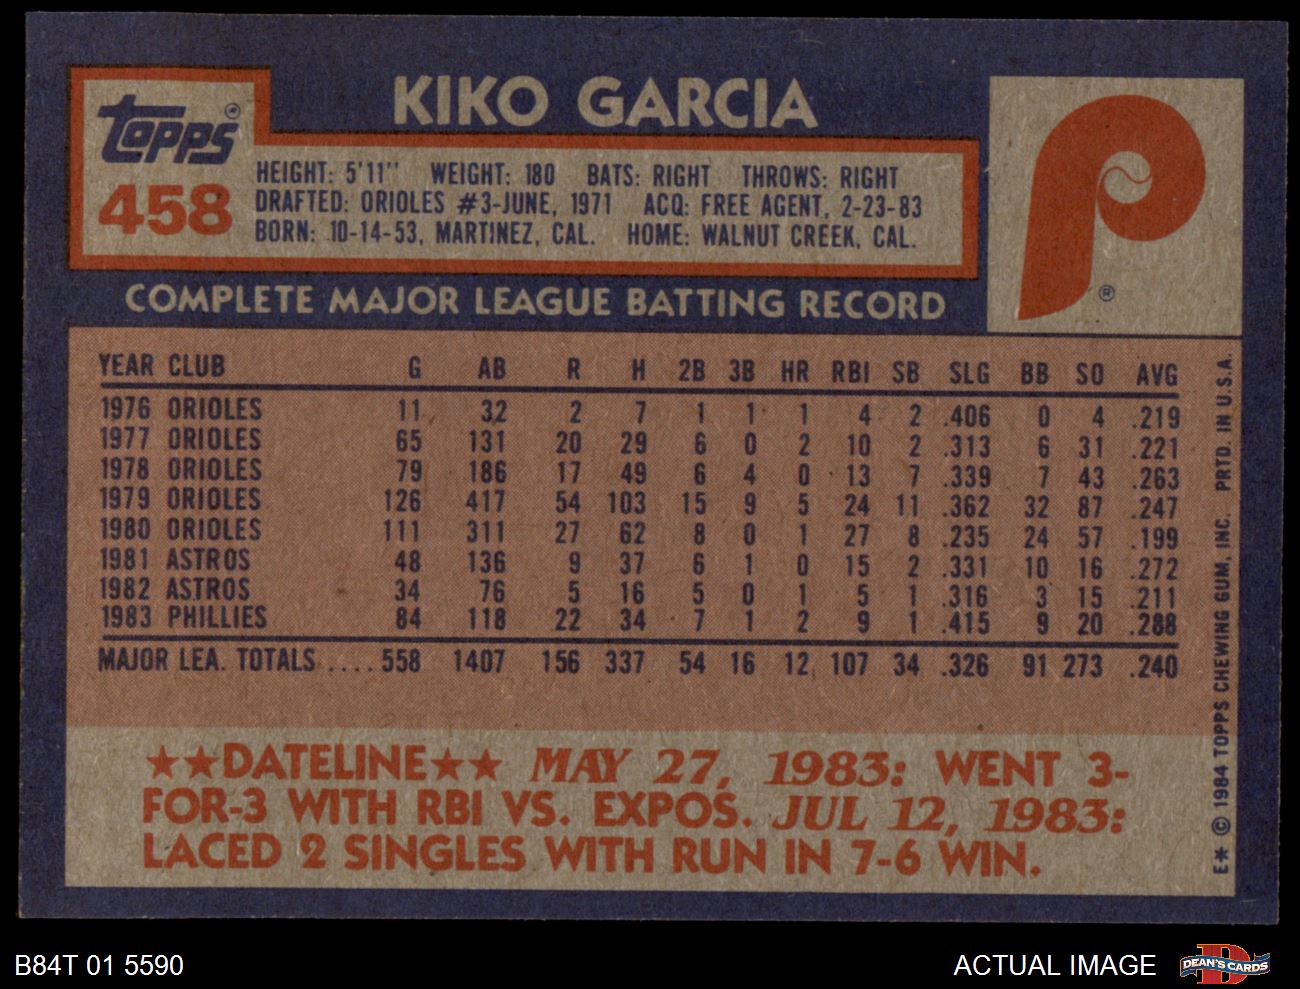 KIKO GARCIA
Topps®
458
HEIGHT: 5'11" WEIGHT: 180 BATS: RIGHT THROWS: RIGHT
DRAFTED: ORIOLES #3-JUNE, 1971 ACQ: FREE AGENT, 2-23-83
BORN: 10-14-53, MARTINEZ, CAL. HOME: WALNUT CREEK, CAL.
P
®
COMPLETE MAJOR LEAGUE BATTING RECORD
YEAR CLUB G AB R H 2B 3B HR RBI SB SLG BB SO AVG
1976 ORIOLES 11 32 2 7 1 1 1 4 2 .406 0 4 .219
1977 ORIOLES 65 131 20 29 6 0 2 10 2 .313 6 31 .221
1978 ORIOLES 79 186 17 49 6 4 0 13 7 .339 7 43 .263
1979 ORIOLES 126 417 54 103 15 9 5 24 11 .362 32 87 .247
1980 ORIOLES 111 311 27 62 8 0 1 27 8 .235 24 57 .199
1981 ASTROS 48 136 9 37 6 1 0 15 2 .331 10 16 .272
1982 ASTROS 34 76 5 16 5 0 1 5 1 .316 3 15 .211
1983 PHILLIES 84 118 22 34 7 1 2 9 1 .415 9 20 .288
MAJOR LEA. TOTALS ....558 1407 156 337 54 16 12 107 34 .326 91 273 .240
★★DATELINE★★ MAY 27, 1983: WENT 3-
FOR-3 WITH RBI VS. EXPOS. JUL 12, 1983:
LACED 2 SINGLES WITH RUN IN 7-6 WIN.
E* © 1984 TOPPS CHEWING GUM, INC. PRTD. IN U.S.A.
B84T 01 5590
ACTUAL IMAGE
D
DEAN'S CARDS